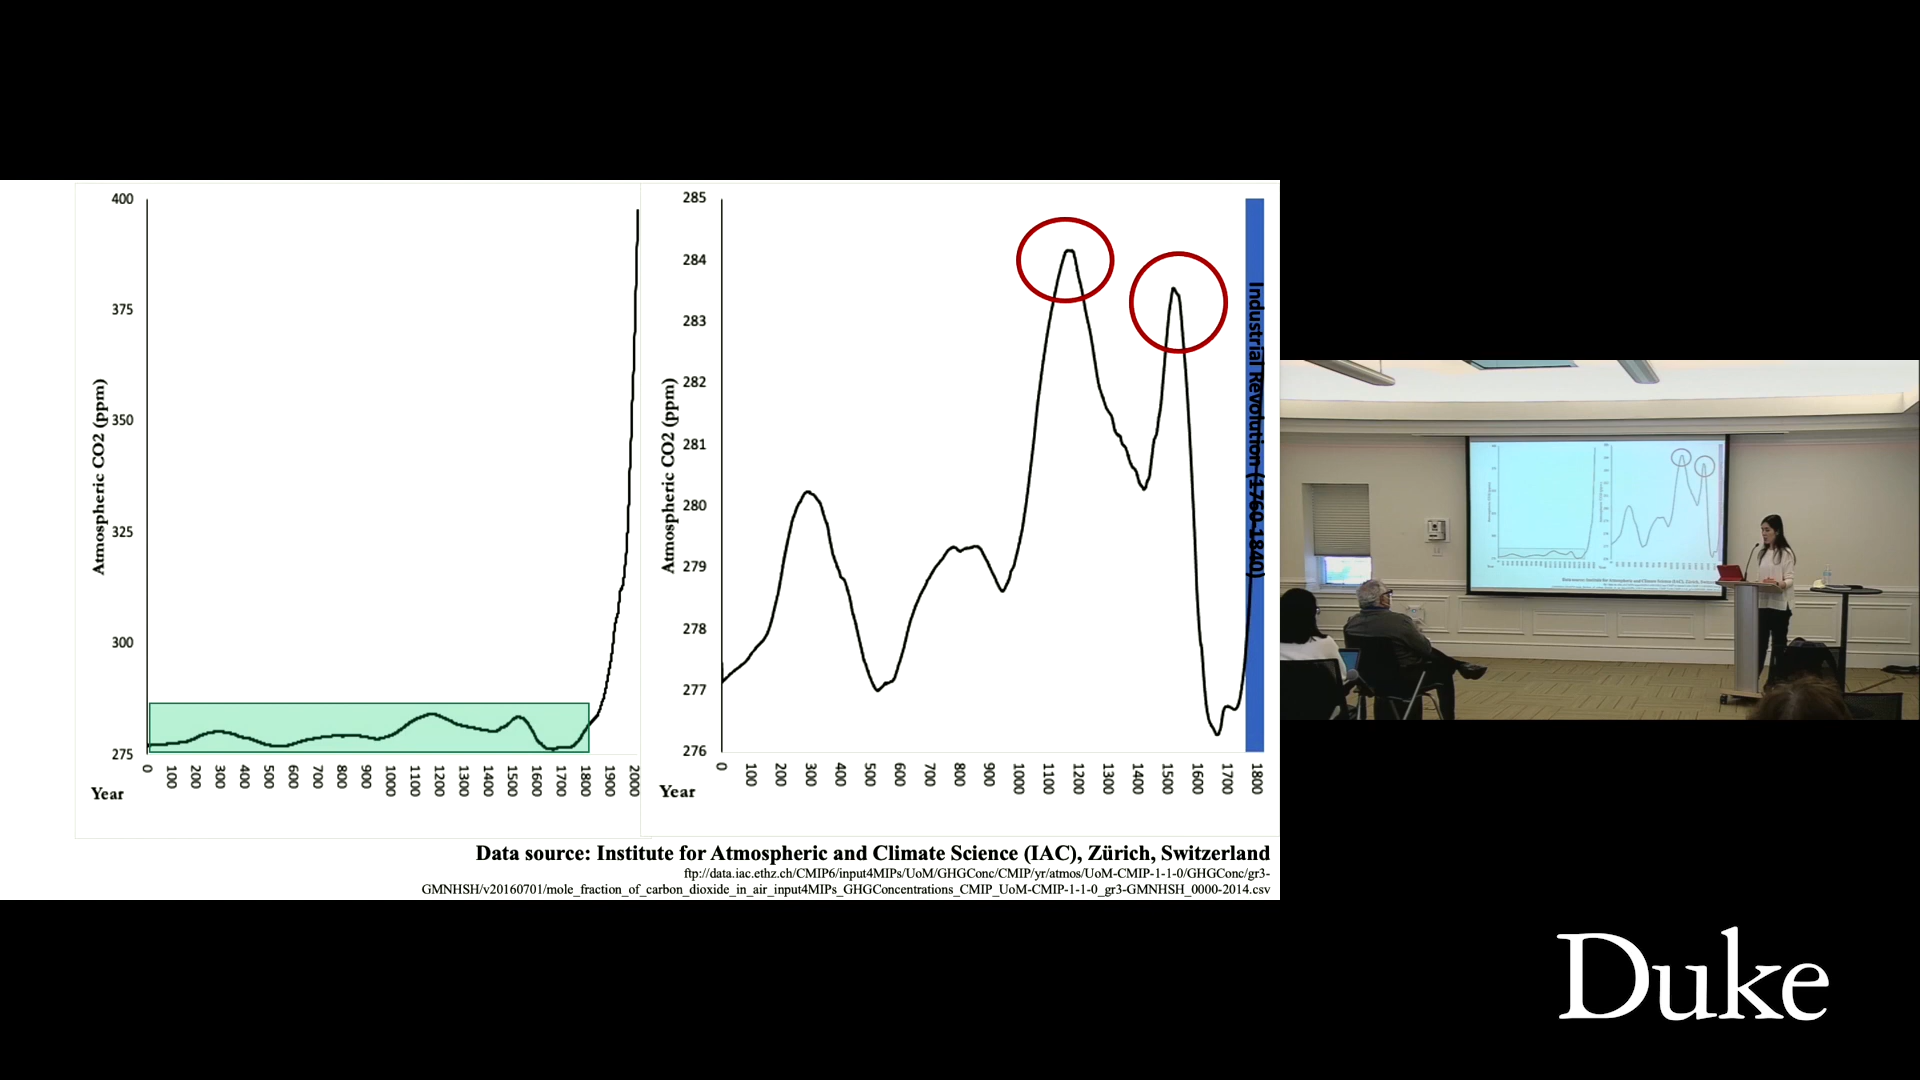 400
375
350
325
300
275
Atmospheric CO2 (ppm)
0 100 200 300 400 500 600 700 800 900 1000 1100 1200 1300 1400 1500 1600 1700 1800 1900 2000
Year
285
284
283
282
281
280
279
278
277
276
Atmospheric CO2 (ppm)
Industrial Revolution (1760-1840)
0 100 200 300 400 500 600 700 800 900 1000 1100 1200 1300 1400 1500 1600 1700 1800
Year
Data source: Institute for Atmospheric and Climate Science (IAC), Zürich, Switzerland
ftp://data.iac.ethz.ch/CMIP6/input4MIPs/UoM/GHGConc/CMIP/yr/atmos/UoM-CMIP-1-1-0/GHGConc/gr3-
GMNHSH/v20160701/mole_fraction_of_carbon_dioxide_in_air_input4MIPs_GHGConcentrations_CMIP_UoM-CMIP-1-1-0_gr3-GMNHSH_0000-2014.csv
Duke